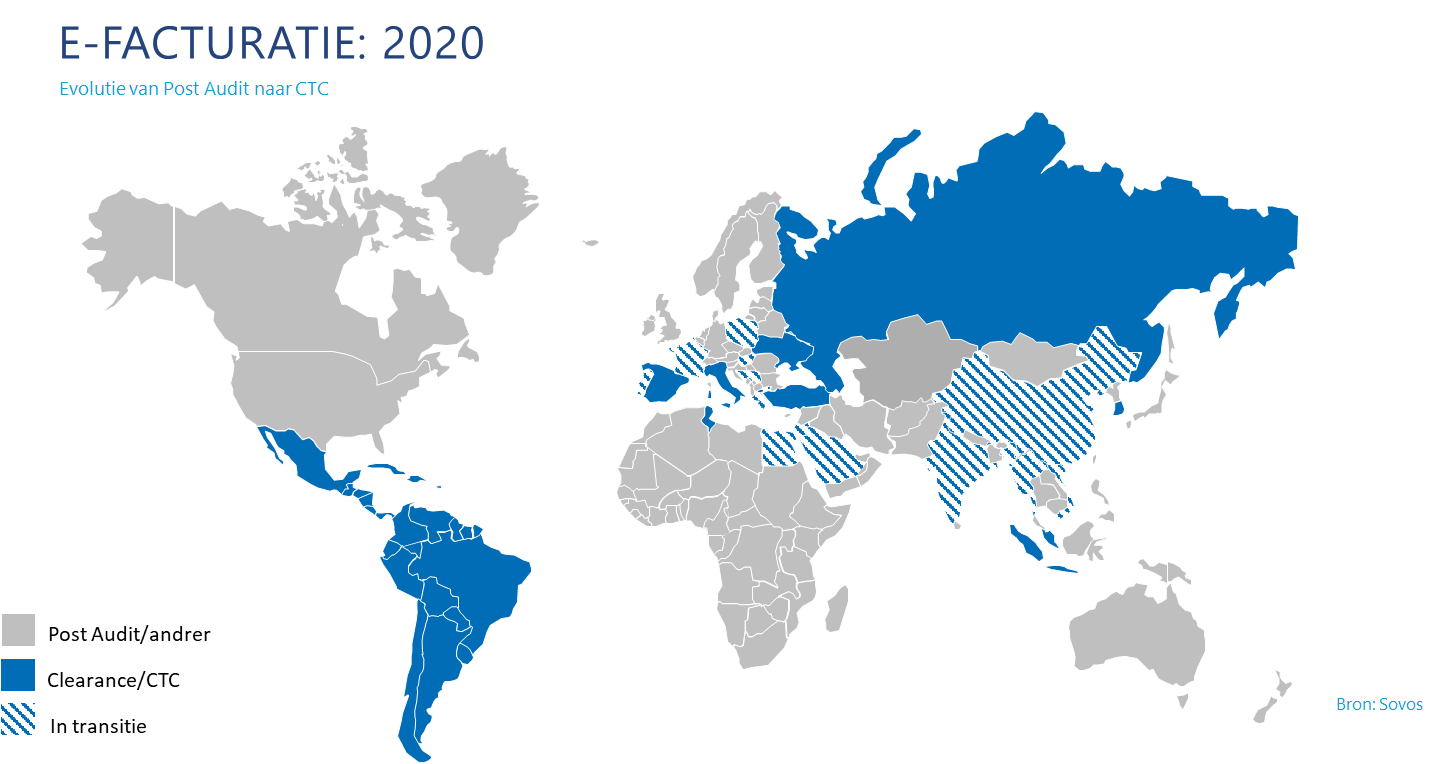 E-FACTURATIE: 2020
Evolutie van Post Audit naar CTC
Post Audit/andrer
Clearance/CTC
In transitie
Bron: Sovos